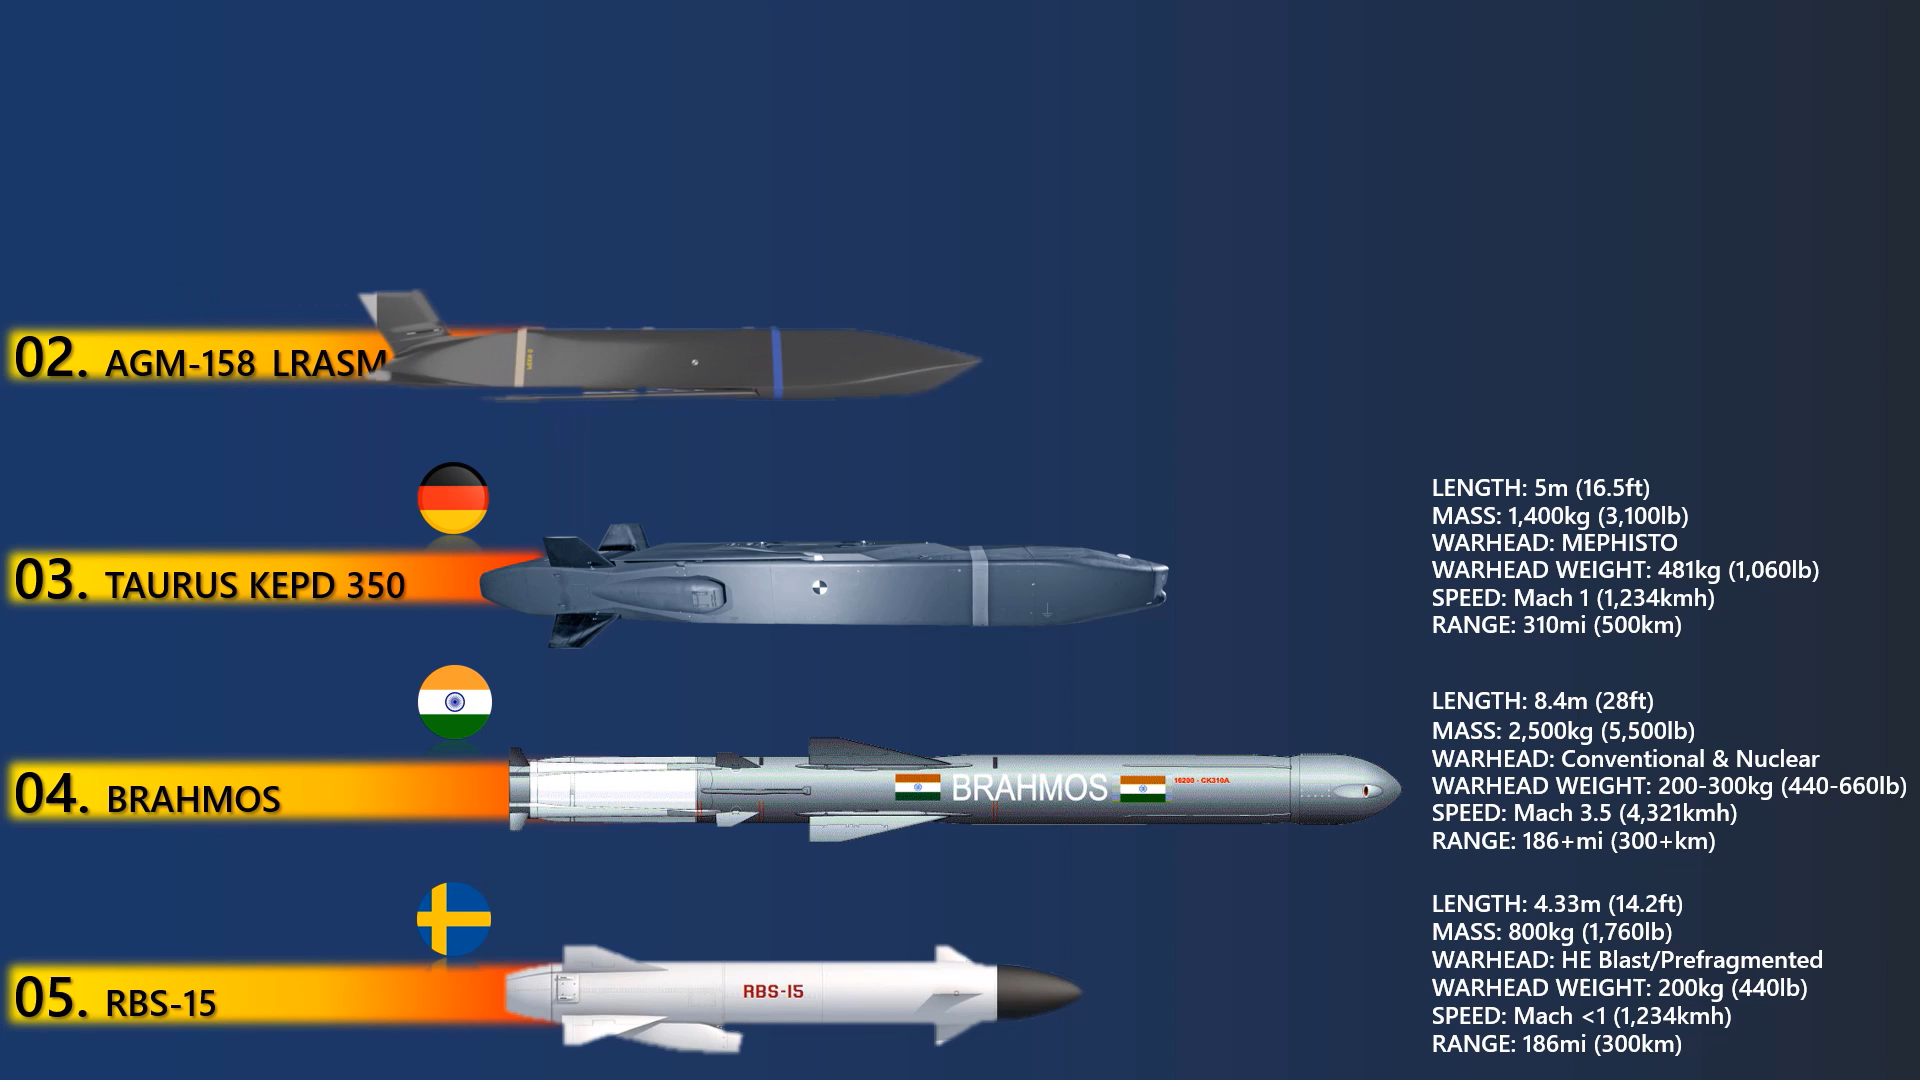 02. AGM-158 LRASM
03. TAURUS KEPD 350
LENGTH: 5m (16.5ft)
MASS: 1,400kg (3,100lb)
WARHEAD: MEPHISTO
WARHEAD WEIGHT: 481kg (1,060lb)
SPEED: Mach 1 (1,234kmh)
RANGE: 310mi (500km)
04. BRAHMOS
BRAHMOS
16200 - CK310A
LENGTH: 8.4m (28ft)
MASS: 2,500kg (5,500lb)
WARHEAD: Conventional & Nuclear
WARHEAD WEIGHT: 200-300kg (440-660lb)
SPEED: Mach 3.5 (4,321kmh)
RANGE: 186+mi (300+km)
05. RBS-15
RBS-15
LENGTH: 4.33m (14.2ft)
MASS: 800kg (1,760lb)
WARHEAD: HE Blast/Prefragmented
WARHEAD WEIGHT: 200kg (440lb)
SPEED: Mach <1 (1,234kmh)
RANGE: 186mi (300km)